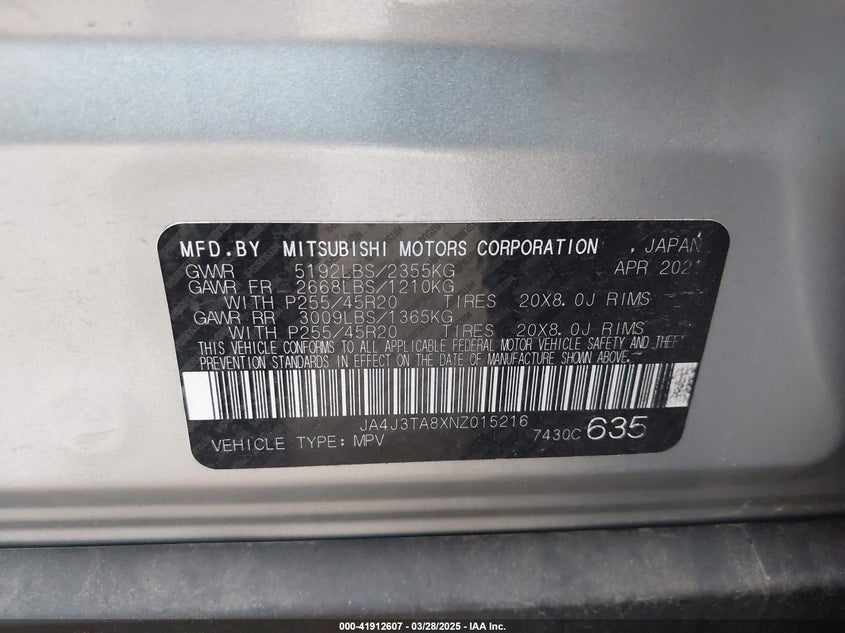 MFD.BY MITSUBISHI MOTORS CORPORATION , JAPAN
GVWR 5192LBS/2355KG APR 2021
GAWR FR 2668LBS/1210KG
WITH P255/45R20 TIRES 20X8.0J RIMS
GAWR RR 3009LBS/1365KG
WITH P255/45R20 TIRES 20X8.0J RIMS
THIS VEHICLE CONFORMS TO ALL APPLICABLE FEDERAL MOTOR VEHICLE SAFETY AND THEFT
PREVENTION STANDARDS IN EFFECT ON THE DATE OF MANUFACTURE SHOWN ABOVE.
JA4J3TA8XNZ015216
VEHICLE TYPE: MPV 7430C 635
000-41912607 / 03/28/2025 - IAA Inc.